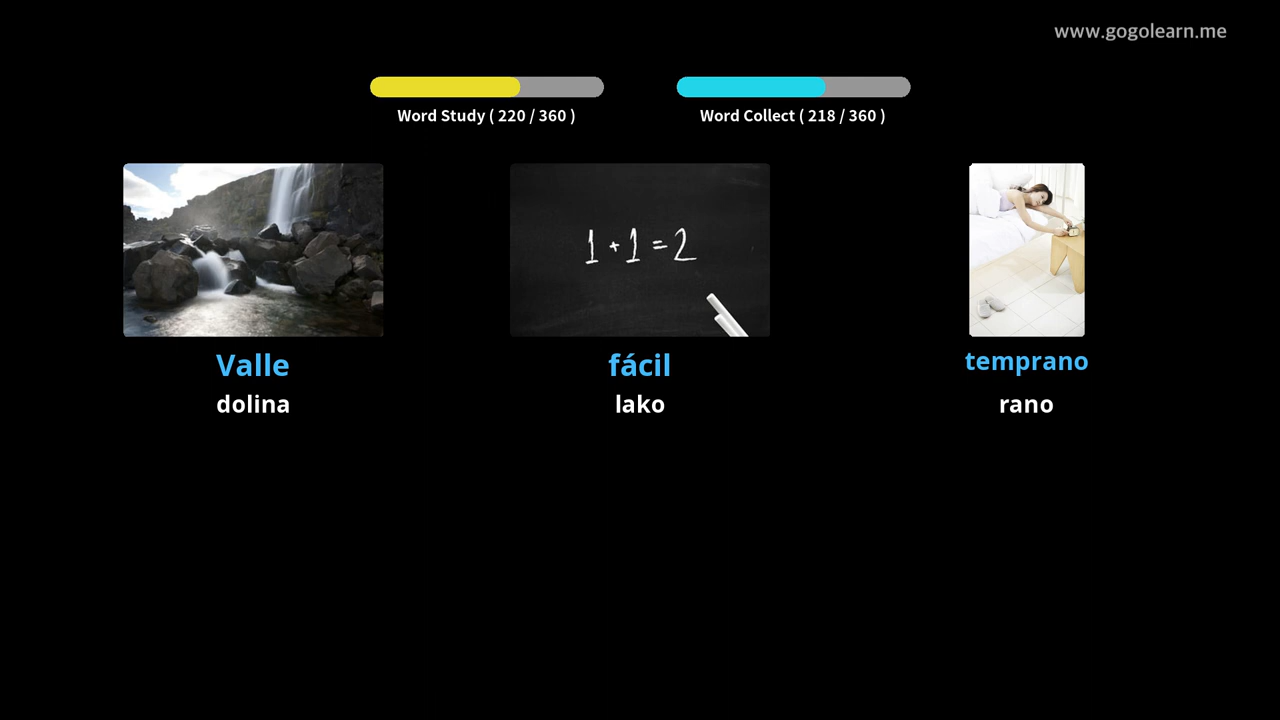 www.gogolearn.me
Word Study ( 220 / 360 )
Word Collect ( 218 / 360 )
1 + 1 = 2
Valle
fácil
temprano
dolina
lako
rano